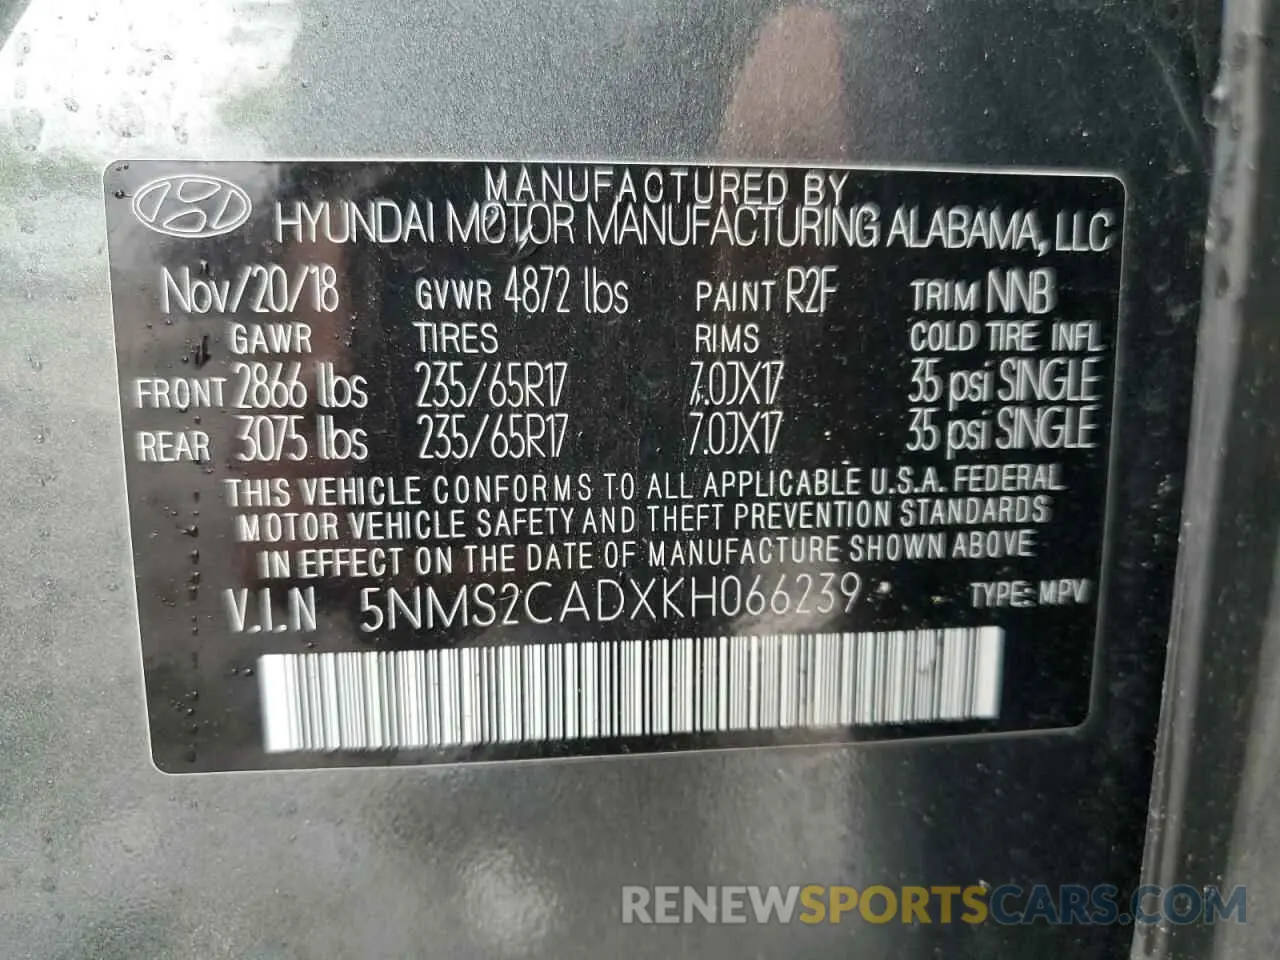 MANUFACTURED BY
HYUNDAI MOTOR MANUFACTURING ALABAMA, LLC
Nov/20/18 GVWR 4872 lbs PAINT R2F TRIM NNB
GAWR TIRES RIMS COLD TIRE INFL
FRONT 2866 lbs 235/65R17 7.0JX17 35 psi SINGLE
REAR 3075 lbs 235/65R17 7.0JX17 35 psi SINGLE
THIS VEHICLE CONFORMS TO ALL APPLICABLE U.S.A. FEDERAL
MOTOR VEHICLE SAFETY AND THEFT PREVENTION STANDARDS
IN EFFECT ON THE DATE OF MANUFACTURE SHOWN ABOVE
V.I.N 5NMS2CADXKH066239 TYPE: MPV
RENEWSPORTSCARS.COM